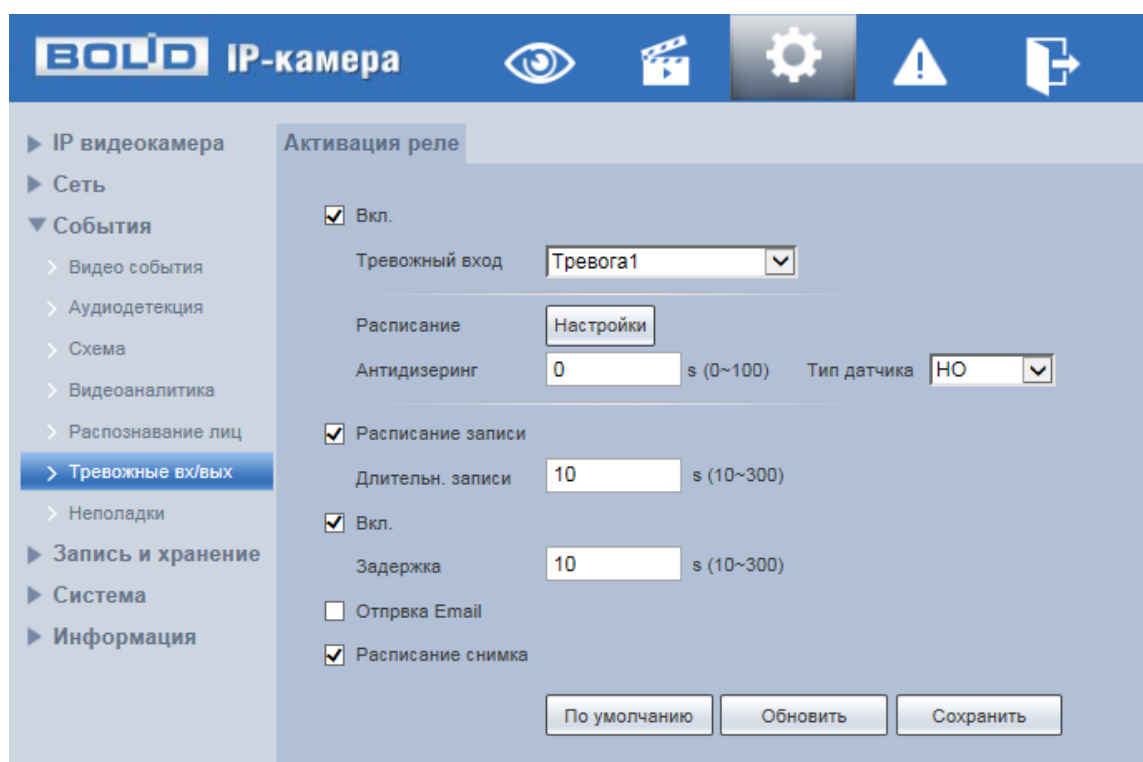 BOLID IP-камера
IP видеокамера
Сеть
События
Видео события
Аудиодетекция
Схема
Видеоаналитика
Распознавание лиц
Тревожные вх/вых
Неполадки
Запись и хранение
Система
Информация
Активация реле
Вкл.
Тревожный вход Тревога1
Расписание Настройки
Антидизеринг 0 s (0~100) Тип датчика НО
Расписание записи
Длительн. записи 10 s (10~300)
Вкл.
Задержка 10 s (10~300)
Отпрвка Email
Расписание снимка
По умолчанию Обновить Сохранить